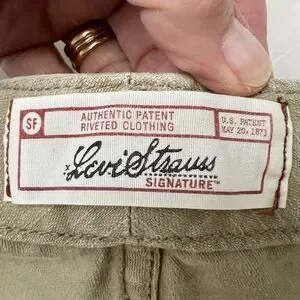 SF
AUTHENTIC PATENT
RIVETED CLOTHING
U.S. PATENT
MAY 20, 1873
Levi Strauss
SIGNATURE™